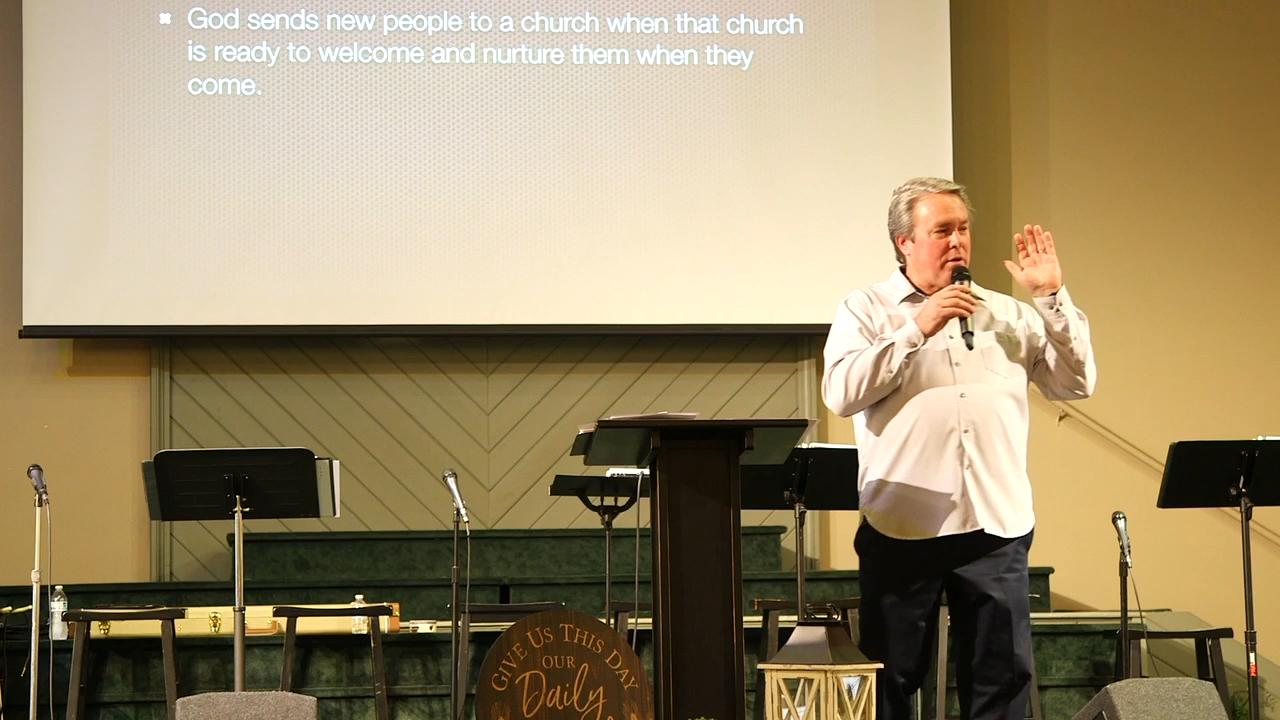 God sends new people to a church when that church
is ready to welcome and nurture them when they
come.
GIVE US THIS DAY
OUR
Daily